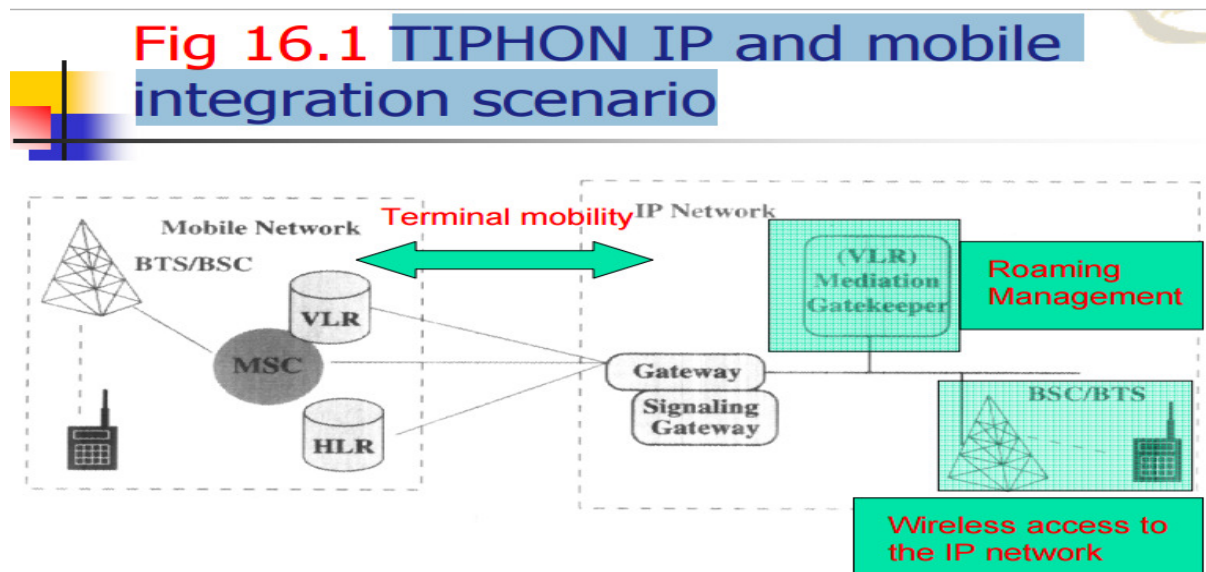 Fig 16.1 TIPHON IP and mobile
integration scenario
Mobile Network
BTS/BSC
VLR
MSC
HLR
Terminal mobility
IP Network
(VLR)
Mediation
Gatekeeper
Roaming
Management
Gateway
Signaling
Gateway
BSC/BTS
Wireless access to
the IP network